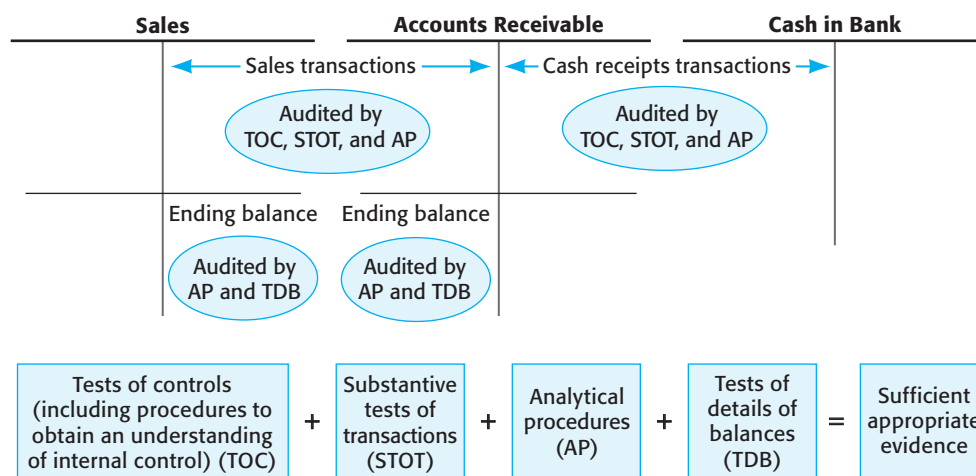 Sales
Accounts Receivable
Cash in Bank
Sales transactions
Cash receipts transactions
Audited by
TOC, STOT, and AP
Audited by
TOC, STOT, and AP
Ending balance
Ending balance
Audited by
AP and TDB
Audited by
AP and TDB
Tests of controls
(including procedures to
obtain an understanding
of internal control) (TOC)
+
Substantive
tests of
transactions
(STOT)
+
Analytical
procedures
(AP)
+
Tests of
details of
balances
(TDB)
=
Sufficient
appropriate
evidence